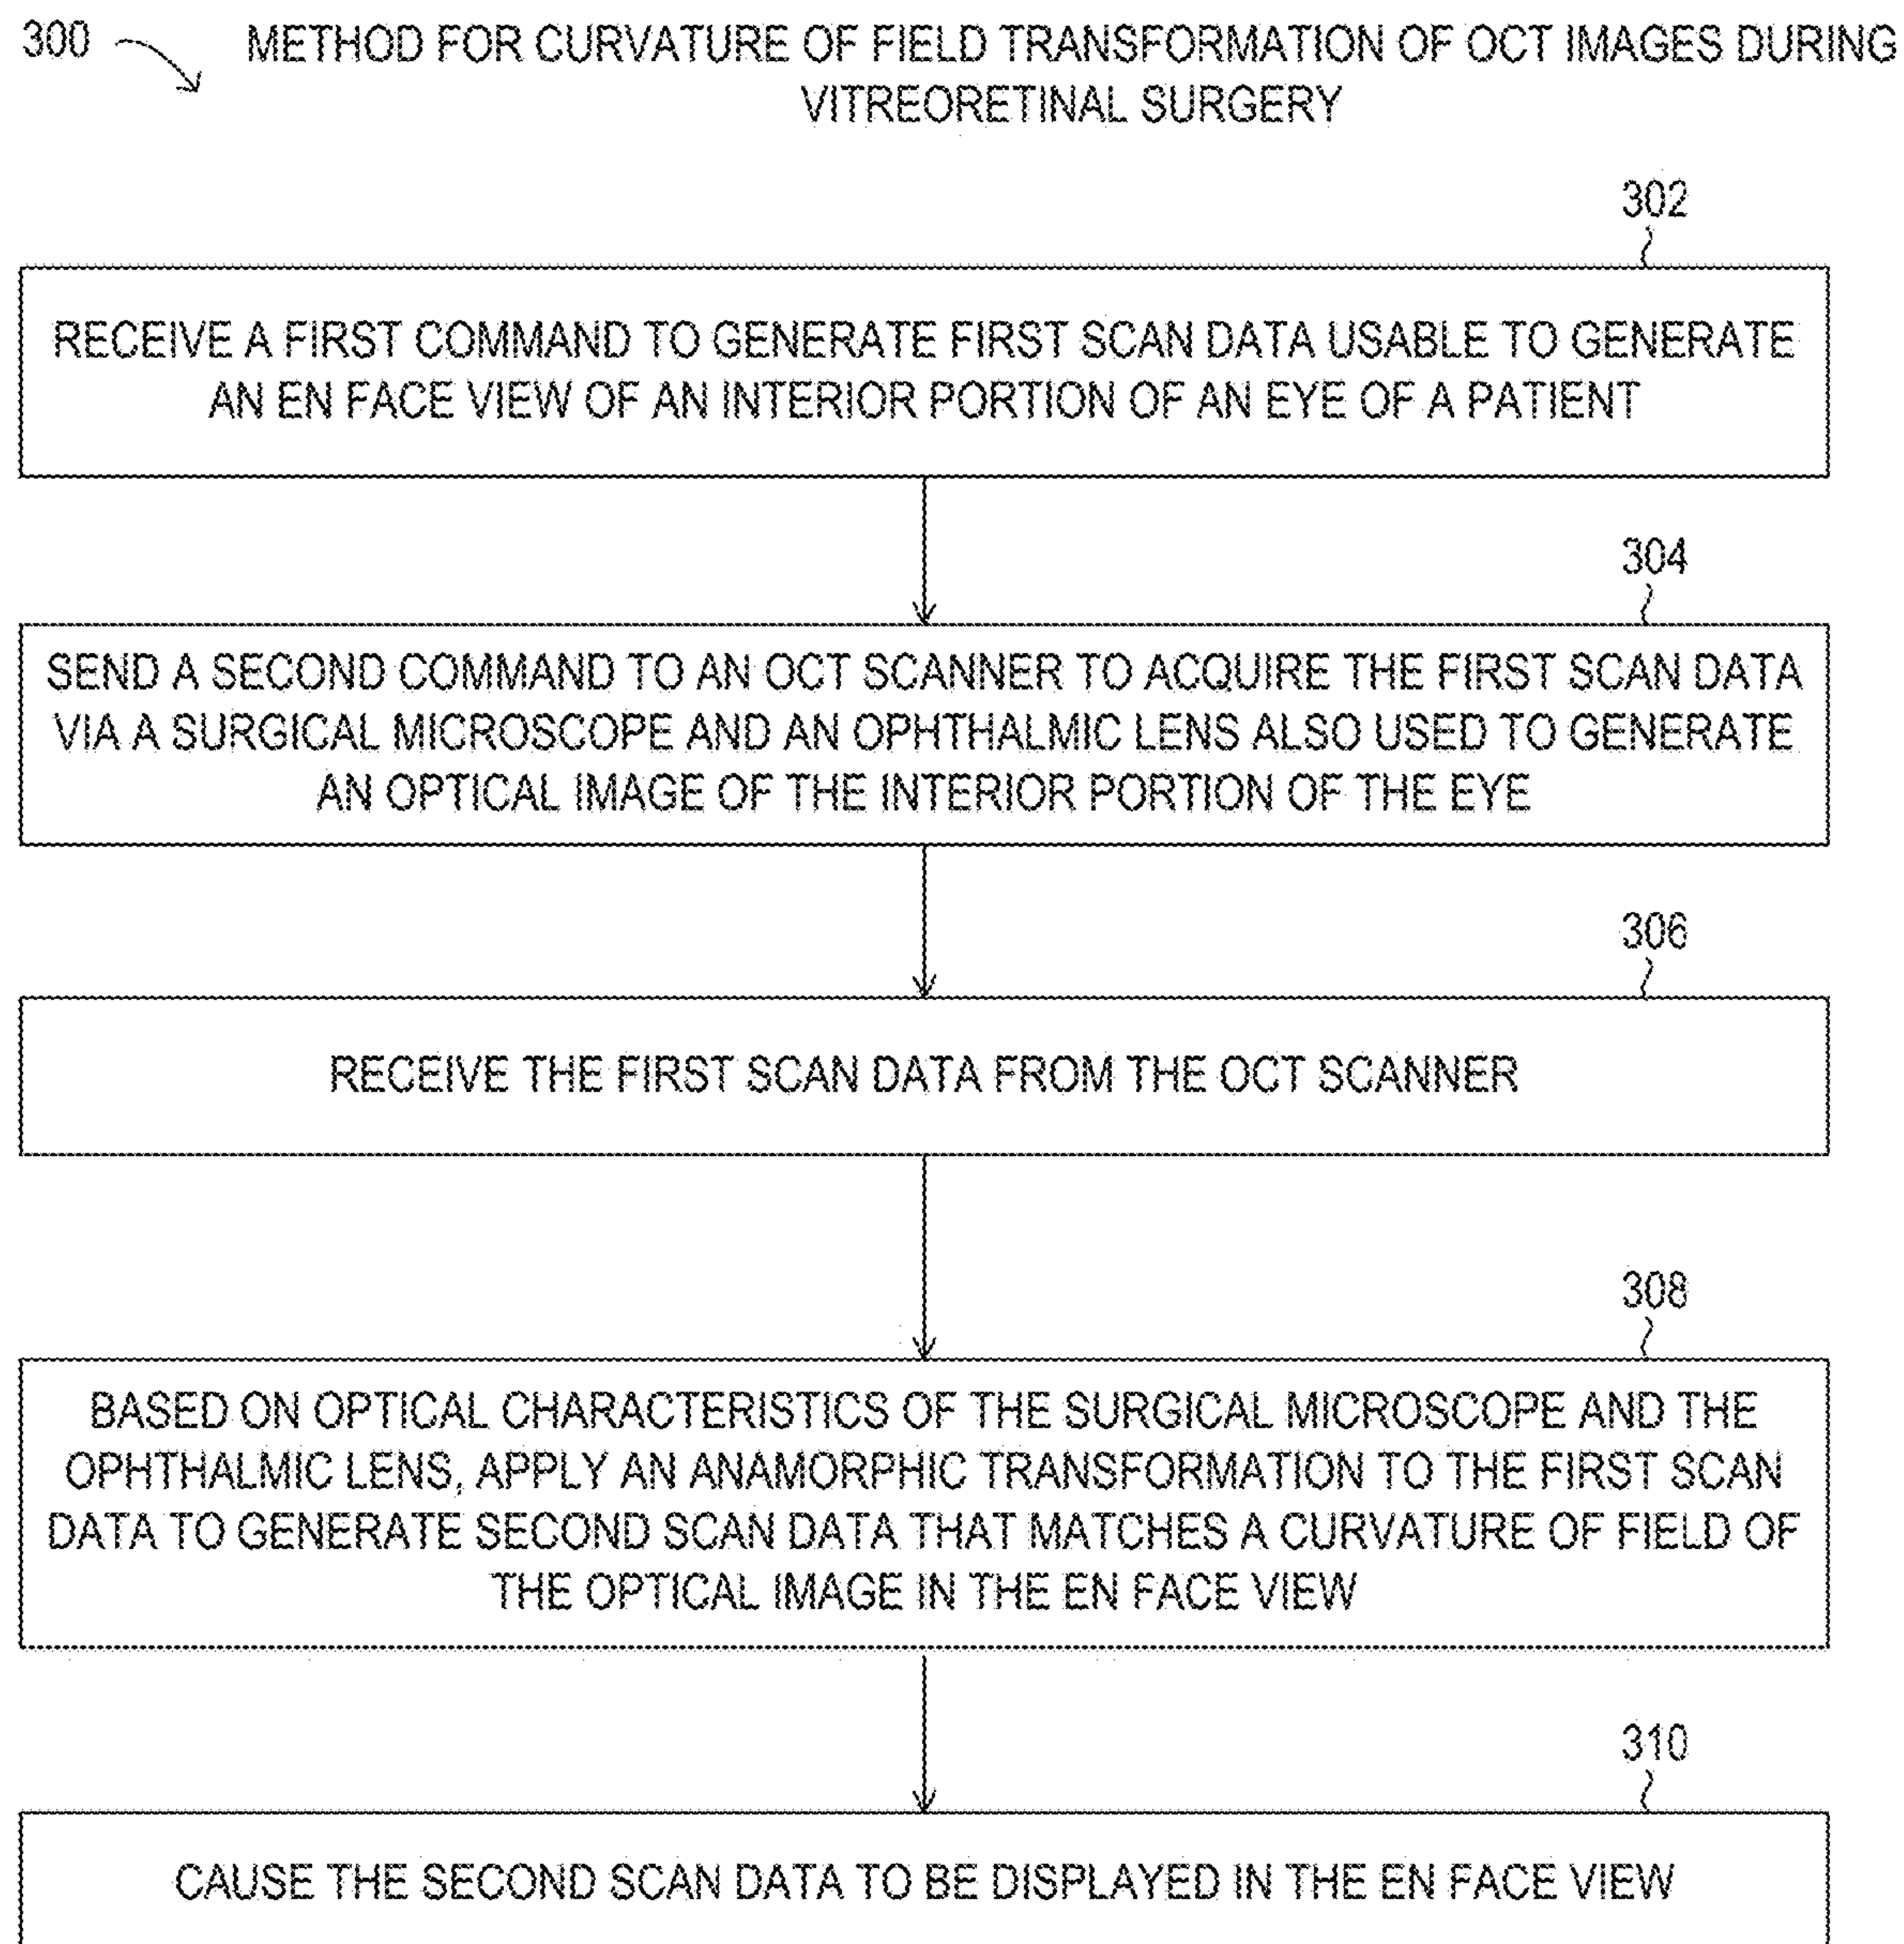 300 METHOD FOR CURVATURE OF FIELD TRANSFORMATION OF OCT IMAGES DURING
VITREORETINAL SURGERY
302
RECEIVE A FIRST COMMAND TO GENERATE FIRST SCAN DATA USABLE TO GENERATE
AN EN FACE VIEW OF AN INTERIOR PORTION OF AN EYE OF A PATIENT
304
SEND A SECOND COMMAND TO AN OCT SCANNER TO ACQUIRE THE FIRST SCAN DATA
VIA A SURGICAL MICROSCOPE AND AN OPHTHALMIC LENS ALSO USED TO GENERATE
AN OPTICAL IMAGE OF THE INTERIOR PORTION OF THE EYE
306
RECEIVE THE FIRST SCAN DATA FROM THE OCT SCANNER
308
BASED ON OPTICAL CHARACTERISTICS OF THE SURGICAL MICROSCOPE AND THE
OPHTHALMIC LENS, APPLY AN ANAMORPHIC TRANSFORMATION TO THE FIRST SCAN
DATA TO GENERATE SECOND SCAN DATA THAT MATCHES A CURVATURE OF FIELD OF
THE OPTICAL IMAGE IN THE EN FACE VIEW
310
CAUSE THE SECOND SCAN DATA TO BE DISPLAYED IN THE EN FACE VIEW